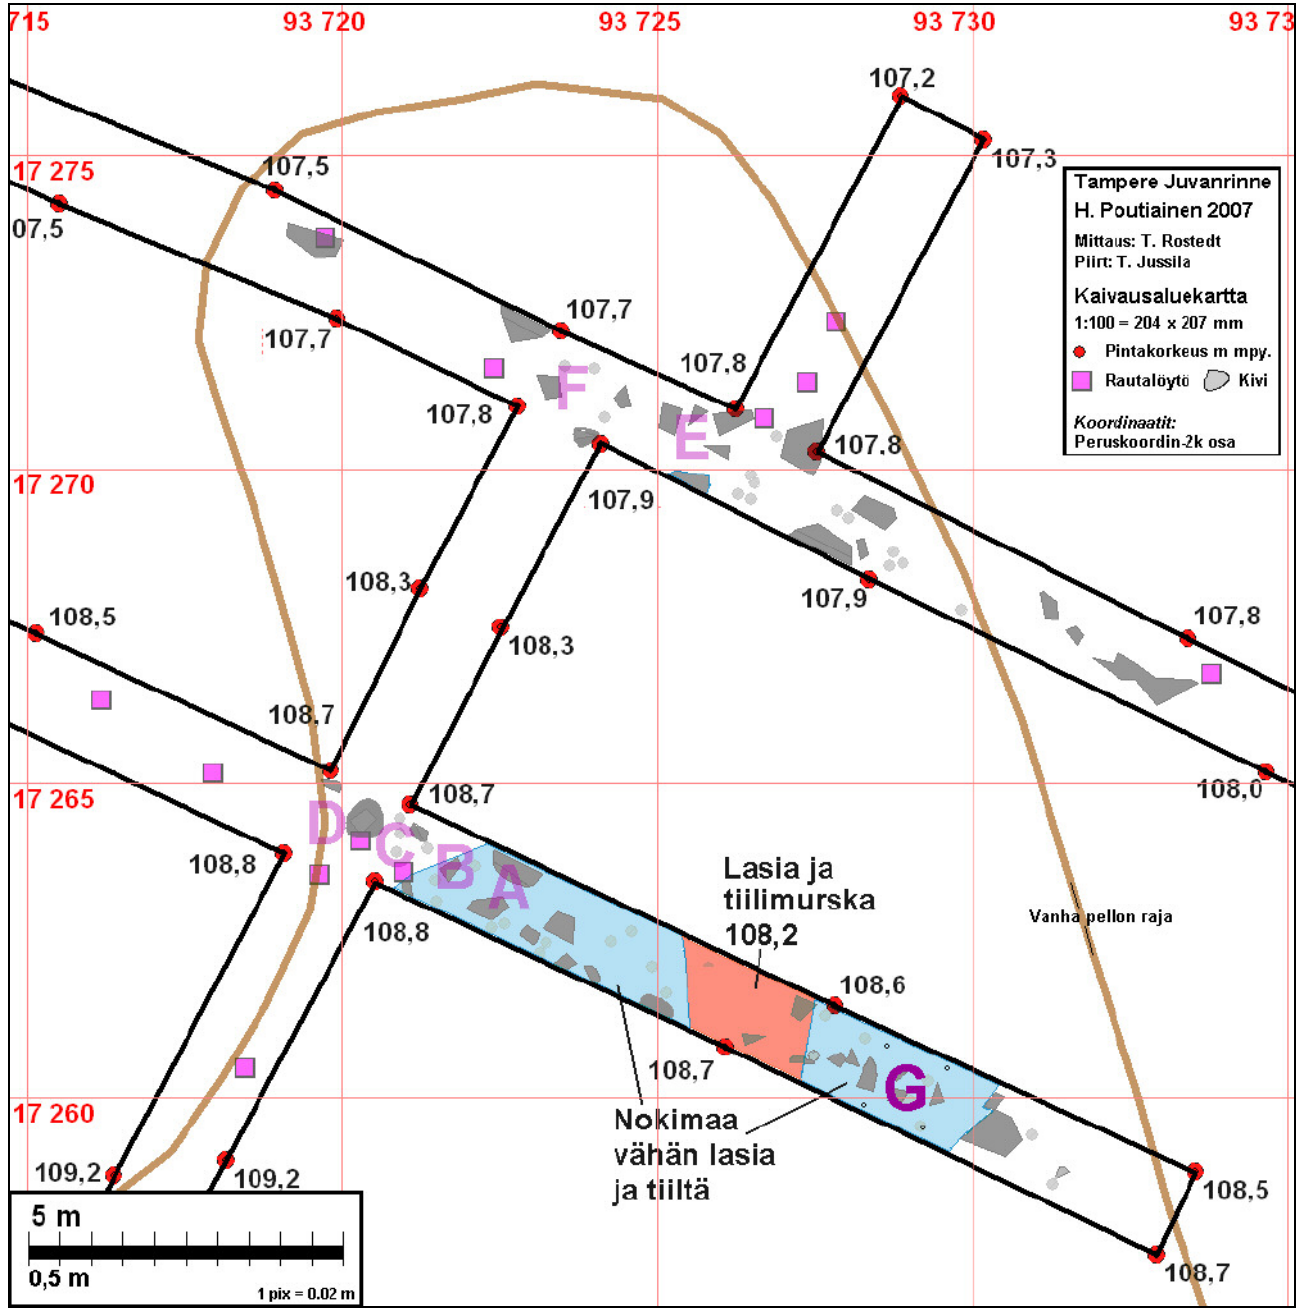 715
93 720
93 725
93 730
93 73
107,2
107,3
17 275
107,5
07,5
Tampere Juvanrinne
H. Poutiainen 2007
Mittaus: T. Rostedt
Piirt: T. Jussila
Kaivausaluekartta
1:100 = 204 x 207 mm
Pintakorkeus m mpy.
Rautalöytö
Kivi
Koordinaatit:
Peruskoordin-2k osa
107,7
107,7
107,8
107,8
F
E
107,8
17 270
107,9
108,3
107,9
108,5
108,3
107,8
108,7
17 265
108,7
108,0
D
C
B
A
108,8
Lasia ja
tiilimurska
108,2
108,8
Vanha pellon raja
108,6
108,7
G
17 260
Nokimaa
vähän lasia
ja tiiltä
109,2
109,2
108,5
108,7
5 m
0,5 m
1 pix = 0.02 m